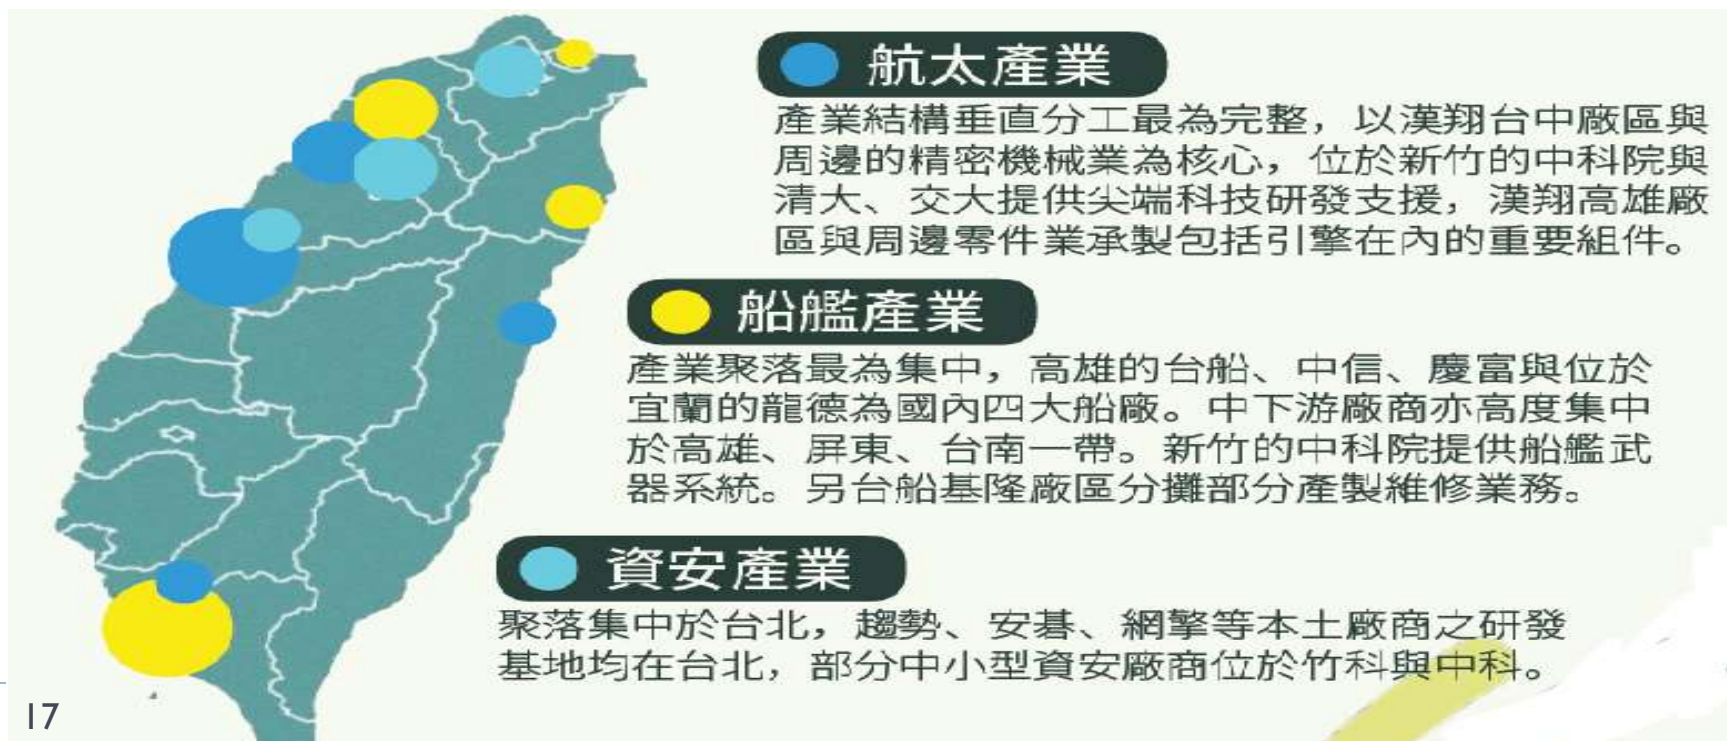 航太產業
產業結構垂直分工最為完整，以漢翔台中廠區與
周邊的精密機械業為核心，位於新竹的中科院與
清大、交大提供尖端科技研發支援，漢翔高雄廠
區與周邊零件業承製包括引擎在內的重要組件。
船艦產業
產業聚落最為集中，高雄的台船、中信、慶富與位於
宜蘭的龍德為國內四大船廠。中下游廠商亦高度集中
於高雄、屏東、台南一帶。新竹的中科院提供船艦武
器系統。另台船基隆廠區分攤部分產製維修業務。
資安產業
聚落集中於台北，趨勢、安碁、網擎等本土廠商之研發
基地均在台北，部分中小型資安廠商位於竹科與中科。
17